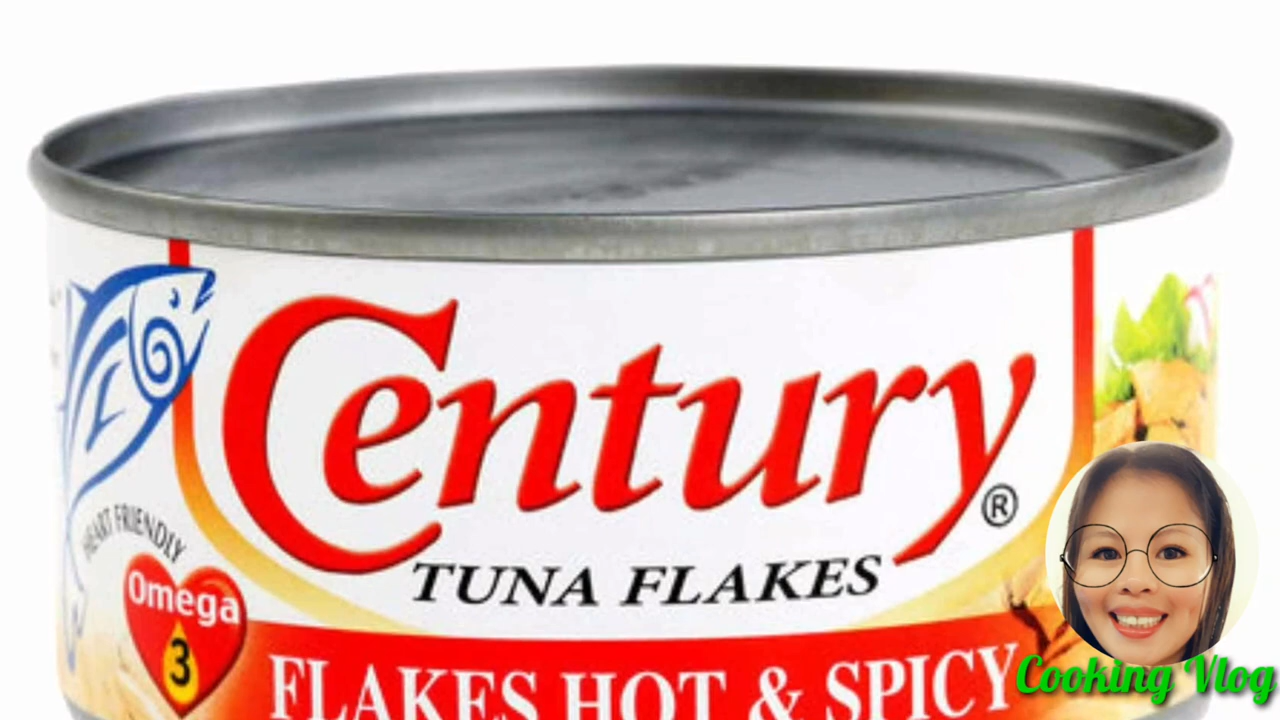 Century®
TUNA FLAKES
HEART FRIENDLY
Omega
3
FLAKES HOT & SPICY
Cooking Vlog